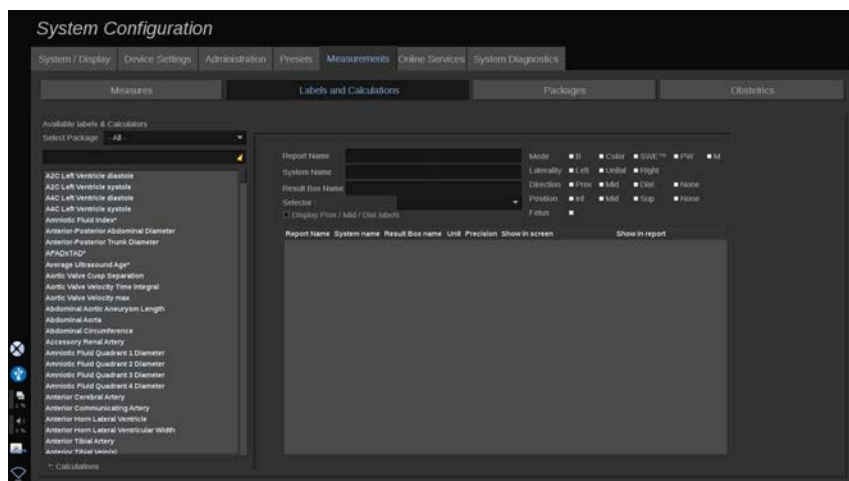 System Configuration
System / Display Device Settings Administration Presets Measurements Online Services System Diagnostics
Measures Labels and Calculations Packages Obstetrics
Available labels & Calculators
Select Package - All -
Report Name Mode B Color SWE™ PW M
System Name Laterality Left Unilat Right
Result Box Name Direction Prox Mid Dist None
Selector : Position Inf Mid Sup None
Display Prox / Mid / Dist labels Fetus
Report Name System name Result Box name Unit Precision Show in screen Show in report
A2C Left Ventricle diastole
A2C Left Ventricle systole
A4C Left Ventricle diastole
A4C Left Ventricle systole
Amniotic Fluid Index*
Anterior-Posterior Abdominal Diameter
Anterior-Posterior Trunk Diameter
APADxTAD*
Average Ultrasound Age*
Aortic Valve Cusp Separation
Aortic Valve Velocity Time Integral
Aortic Valve Velocity max
Abdominal Aortic Aneurysm Length
Abdominal Aorta
Abdominal Circumference
Accessory Renal Artery
Amniotic Fluid Quadrant 1 Diameter
Amniotic Fluid Quadrant 2 Diameter
Amniotic Fluid Quadrant 3 Diameter
Amniotic Fluid Quadrant 4 Diameter
Anterior Cerebral Artery
Anterior Communicating Artery
Anterior Horn Lateral Ventricle
Anterior Horn Lateral Ventricular Width
Anterior Tibial Artery
Anterior Tibial Vein(s)
*: Calculations